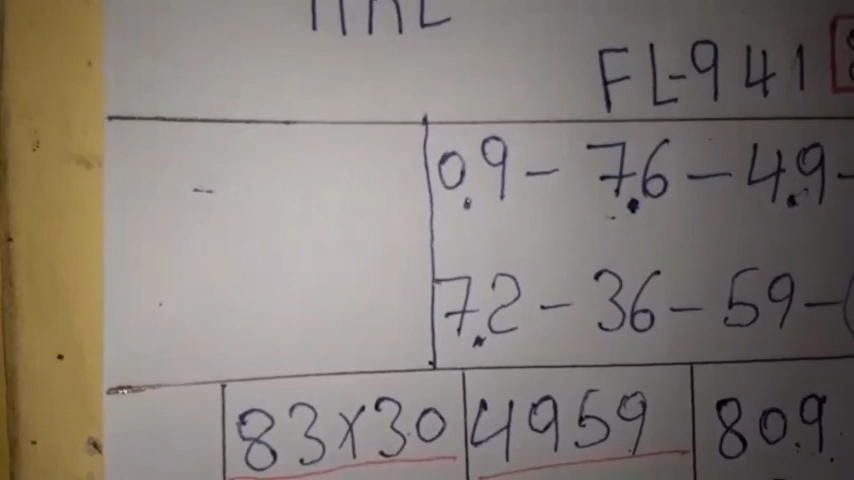 FL-941
0.9 - 7.6 - 4.9 -
7.2 - 36 - 59 -
83x30 4959 809